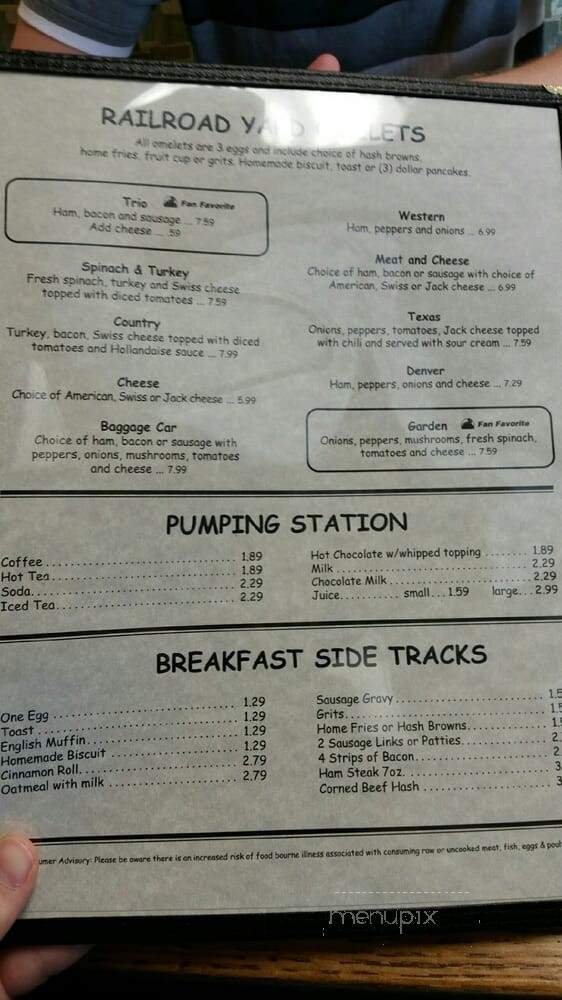 RAILROAD
All omelets are 3 eggs and include choice of hash browns,
home fries, fruit cup or grits. Homemade biscuit, toast or (3) dollar pancakes.
Trio Fan Favorite
Ham, bacon and sausage ... 7.59
Add cheese ... .59
Spinach & Turkey
Fresh spinach, turkey and Swiss cheese
topped with diced tomatoes ... 7.59
Country
Turkey, bacon, Swiss cheese topped with diced
tomatoes and Hollandaise sauce ... 7.99
Cheese
Choice of American, Swiss or Jack cheese ... 5.99
Baggage Car
Choice of ham, bacon or sausage with
peppers, onions, mushrooms, tomatoes
and cheese ... 7.99
Western
Ham, peppers and onions ... 6.99
Meat and Cheese
Choice of ham, bacon or sausage with choice of
American, Swiss or Jack cheese ... 6.99
Texas
Onions, peppers, tomatoes, Jack cheese topped
with chili and served with sour cream ... 7.59
Denver
Ham, peppers, onions and cheese ... 7.29
Garden Fan Favorite
Onions, peppers, mushrooms, fresh spinach,
tomatoes and cheese ... 7.59
PUMPING STATION
Coffee 1.89
Hot Tea 1.89
Soda 2.29
Iced Tea 2.29
Hot Chocolate w/whipped topping 1.89
Milk 2.29
Chocolate Milk 2.29
Juice small 1.59 large 2.99
BREAKFAST SIDE TRACKS
One Egg 1.29
Toast 1.29
English Muffin 1.29
Homemade Biscuit 1.29
Cinnamon Roll 2.79
Oatmeal with milk 2.79
Sausage Gravy
Grits
Home Fries or Hash Browns
2 Sausage Links or Patties
4 Strips of Bacon
Ham Steak 7oz.
Corned Beef Hash
Advisory: Please be aware there is an increased risk of food bourne illness associated with consuming raw or uncooked meat, fish, eggs &
menupix